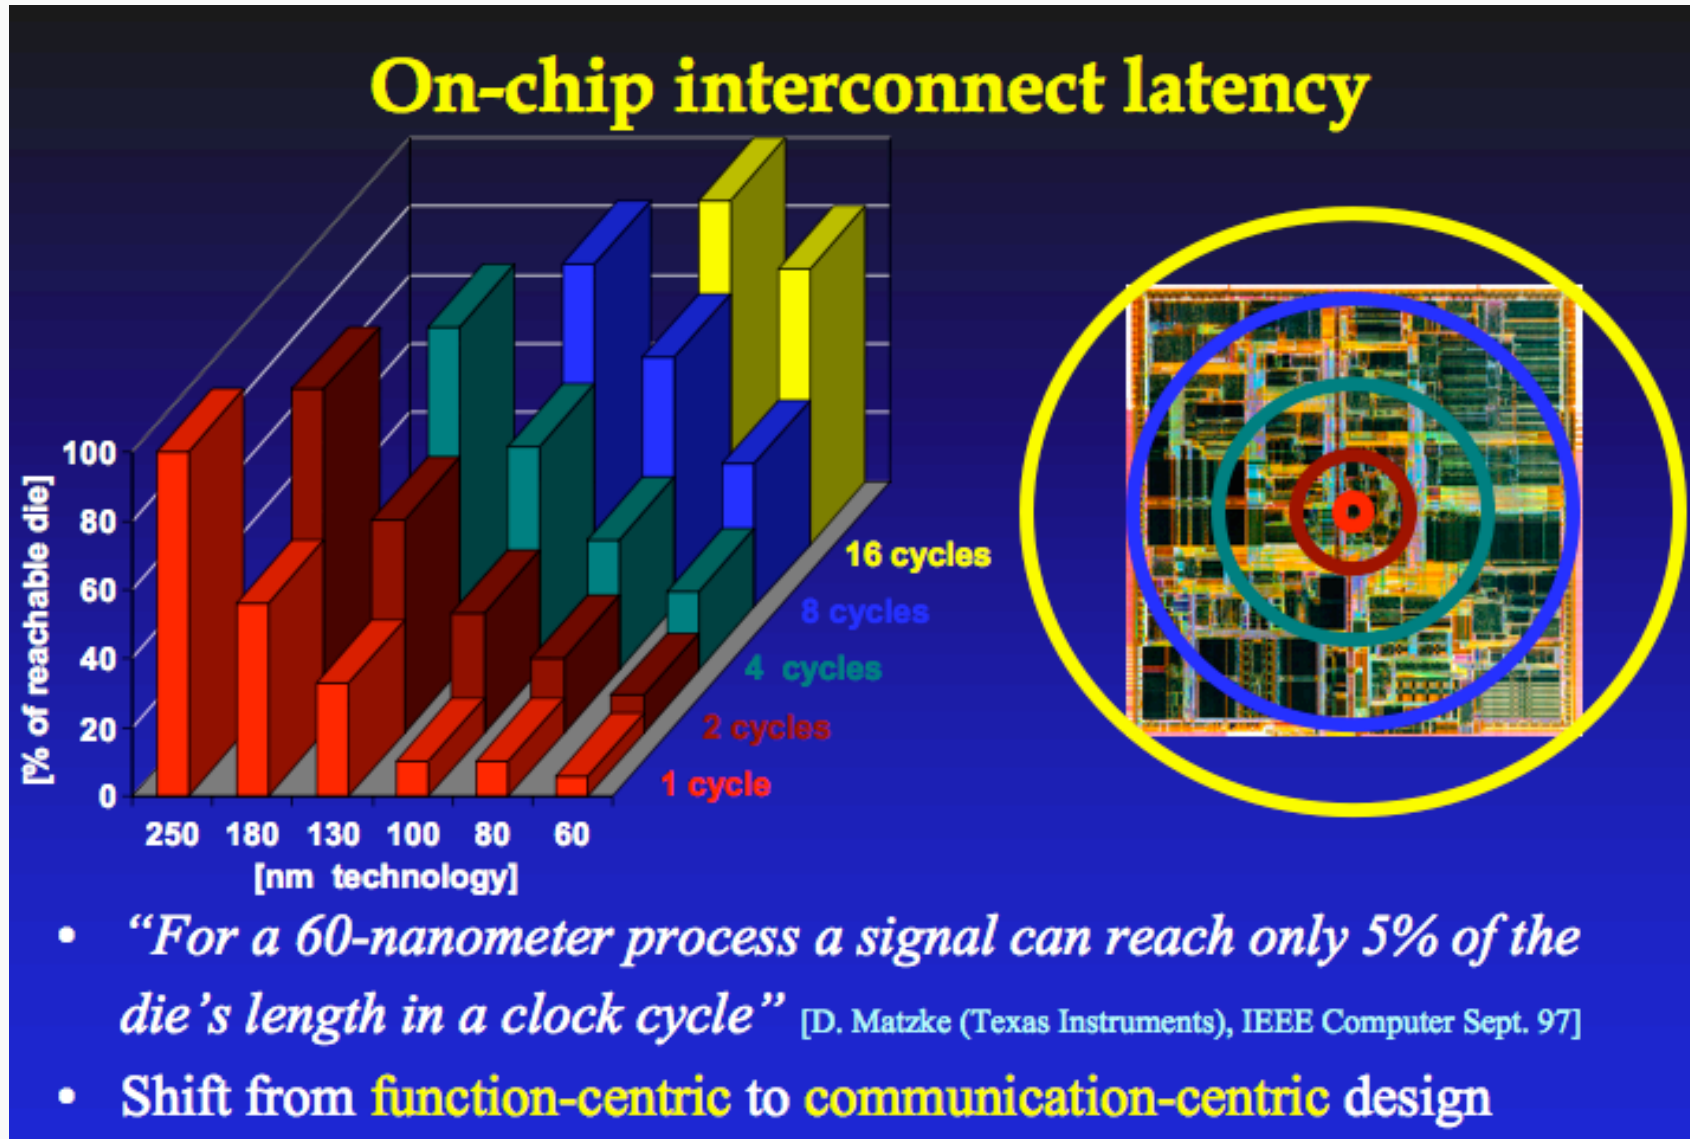 On-chip interconnect latency
[% of reachable die]
100
80
60
40
20
0
16 cycles
8 cycles
4 cycles
2 cycles
1 cycle
250 180 130 100 80 60
[nm technology]
• “For a 60-nanometer process a signal can reach only 5% of the
die’s length in a clock cycle” [D. Matzke (Texas Instruments), IEEE Computer Sept. 97]
• Shift from function-centric to communication-centric design